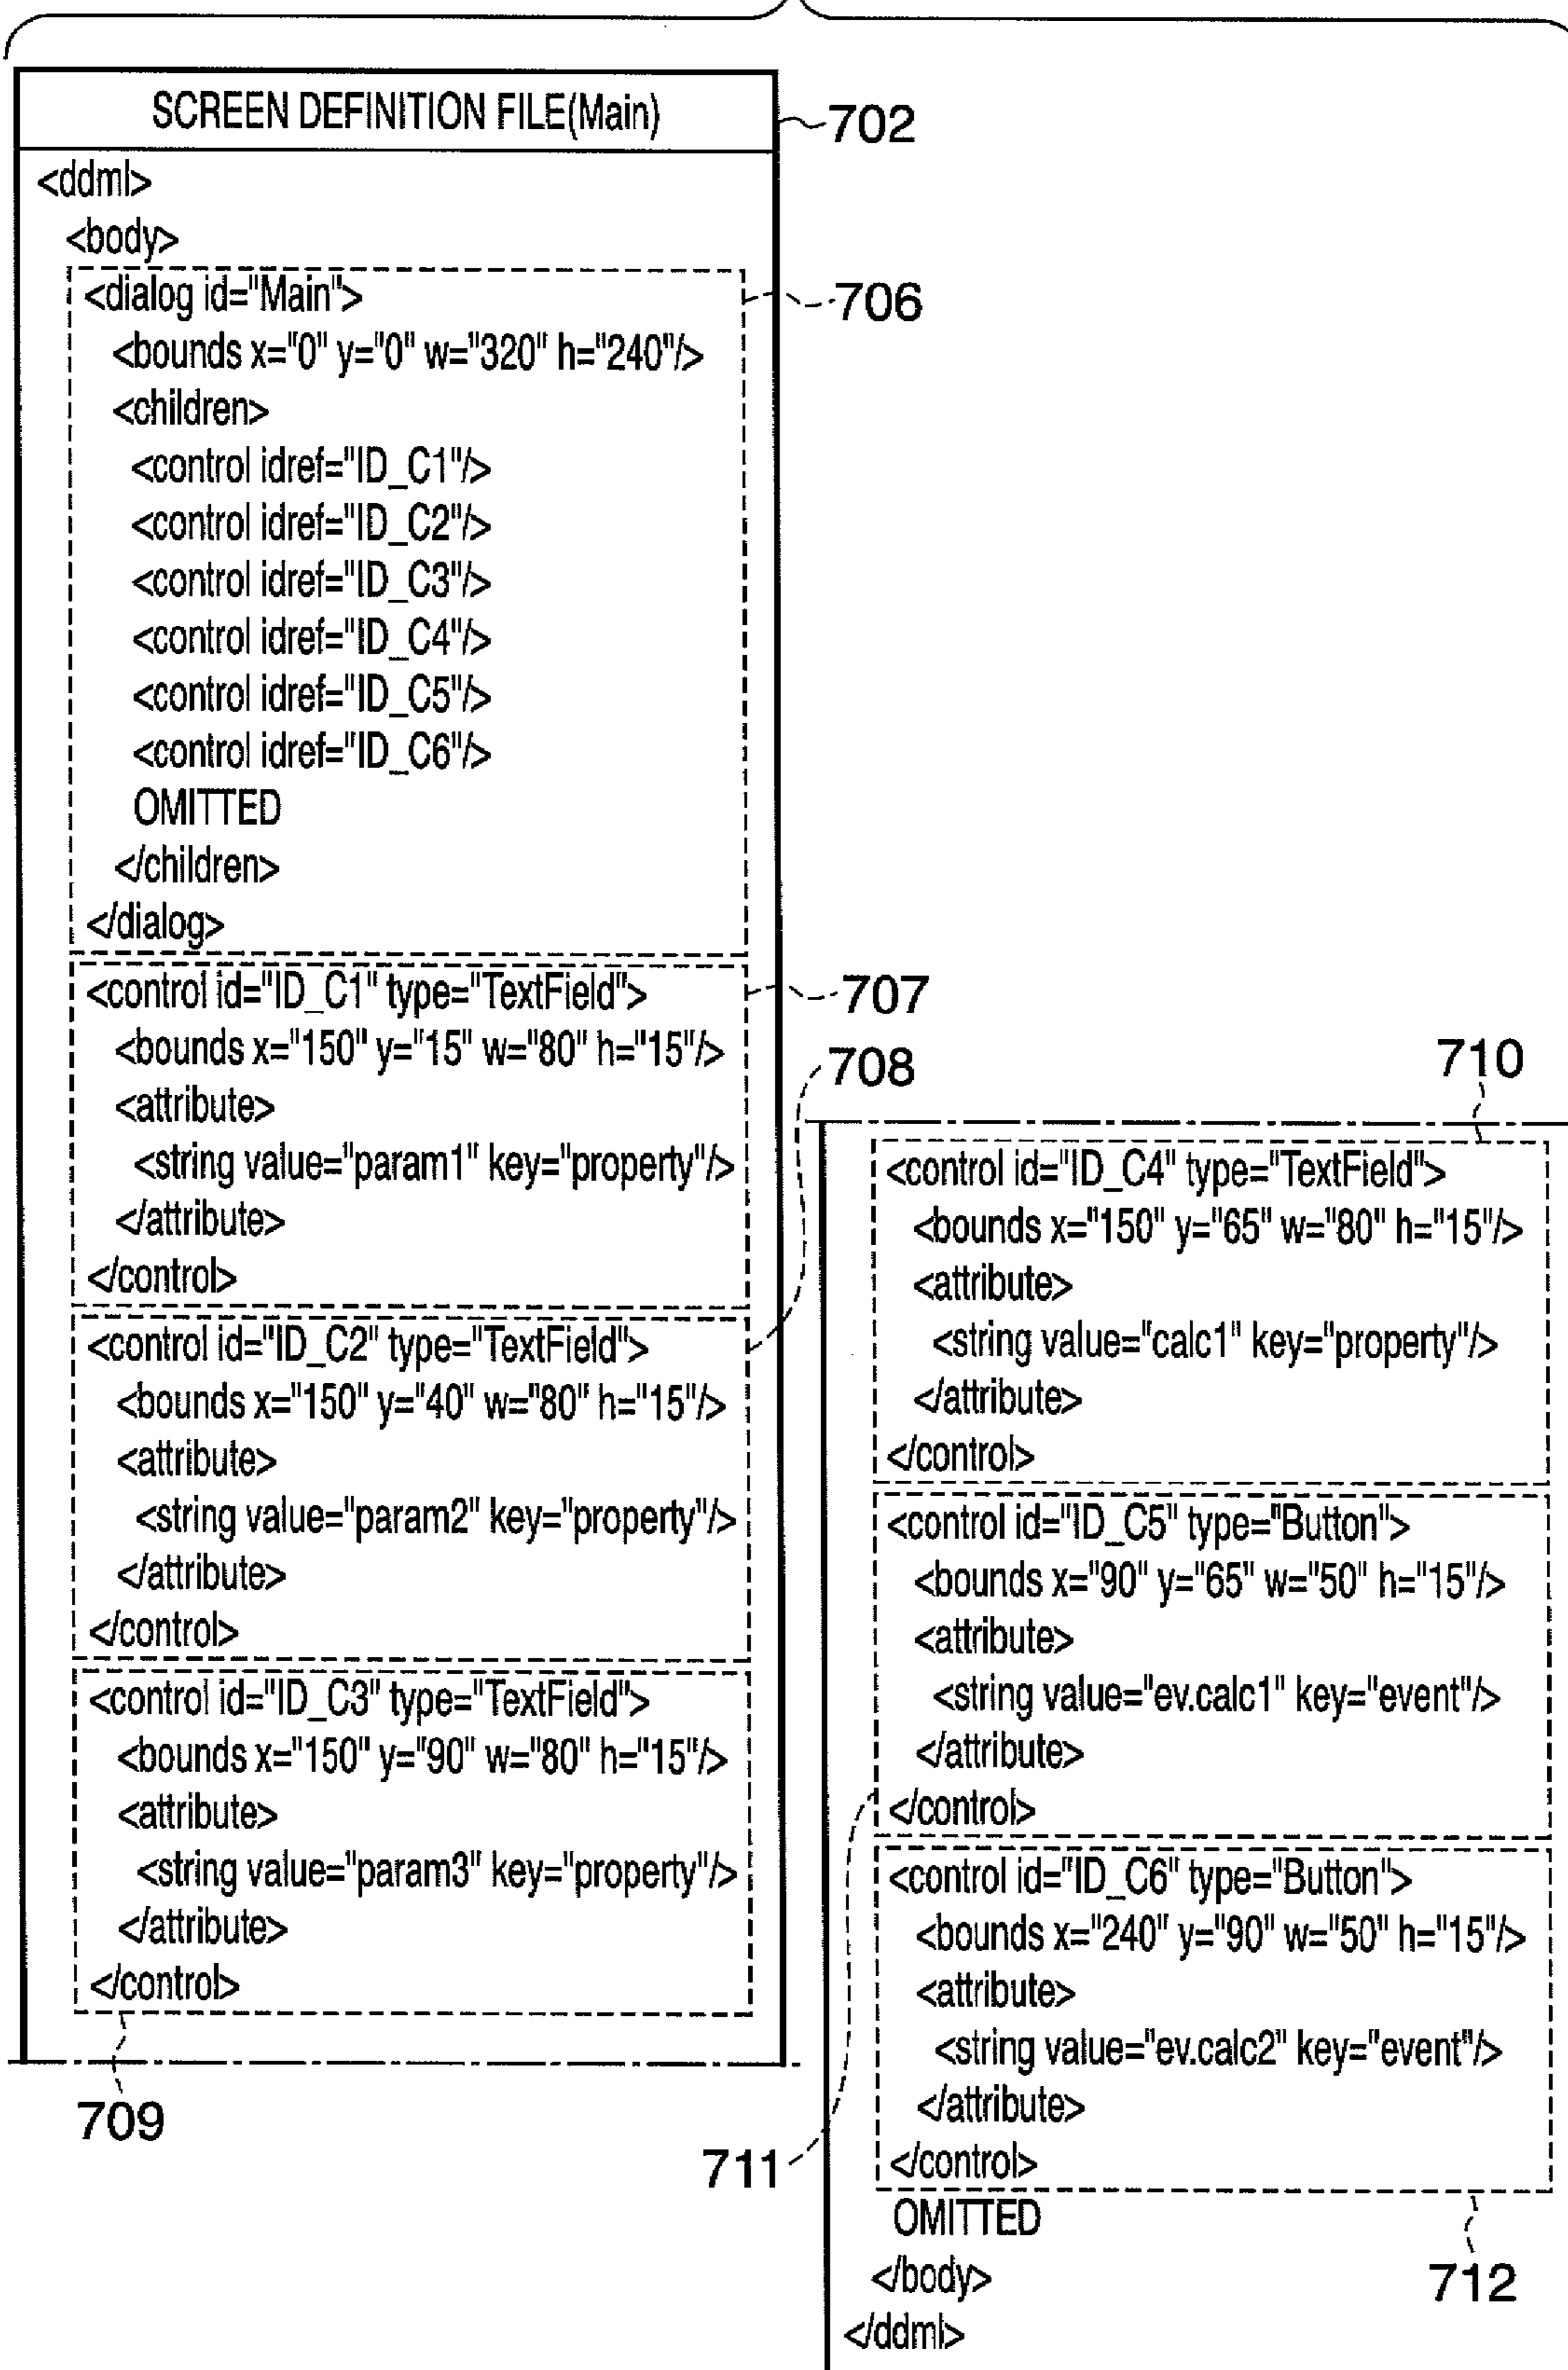 SCREEN DEFINITION FILE(Main)
702
<ddml>
<body>
<dialog id="Main">
706
<bounds x="0" y="0" w="320" h="240"/>
<children>
<control idref="ID_C1"/>
<control idref="ID_C2"/>
<control idref="ID_C3"/>
<control idref="ID_C4"/>
<control idref="ID_C5"/>
<control idref="ID_C6"/>
OMITTED
</children>
</dialog>
<control id="ID_C1" type="TextField">
707
<bounds x="150" y="15" w="80" h="15"/>
708
<attribute>
<string value="param1" key="property"/>
</attribute>
</control>
<control id="ID_C2" type="TextField">
<bounds x="150" y="40" w="80" h="15"/>
<attribute>
<string value="param2" key="property"/>
</attribute>
</control>
<control id="ID_C3" type="TextField">
<bounds x="150" y="90" w="80" h="15"/>
<attribute>
<string value="param3" key="property"/>
</attribute>
</control>
709
710
<control id="ID_C4" type="TextField">
<bounds x="150" y="65" w="80" h="15"/>
<attribute>
<string value="calc1" key="property"/>
</attribute>
</control>
<control id="ID_C5" type="Button">
<bounds x="90" y="65" w="50" h="15"/>
<attribute>
<string value="ev.calc1" key="event"/>
</attribute>
</control>
711
<control id="ID_C6" type="Button">
<bounds x="240" y="90" w="50" h="15"/>
<attribute>
<string value="ev.calc2" key="event"/>
</attribute>
</control>
712
OMITTED
</body>
</ddml>